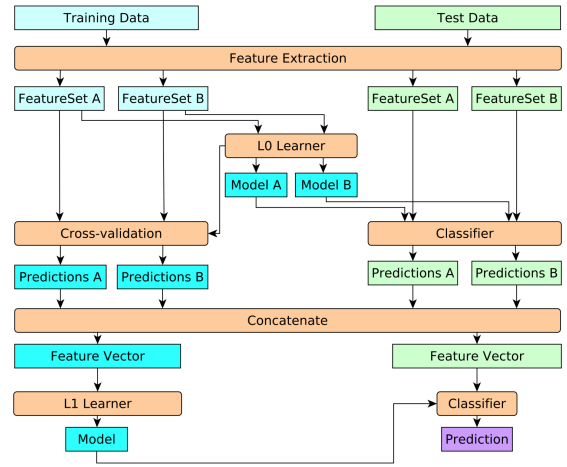 Training Data
Test Data
Feature Extraction
FeatureSet A
FeatureSet B
FeatureSet A
FeatureSet B
L0 Learner
Model A
Model B
Cross-validation
Classifier
Predictions A
Predictions B
Predictions A
Predictions B
Concatenate
Feature Vector
Feature Vector
L1 Learner
Classifier
Model
Prediction